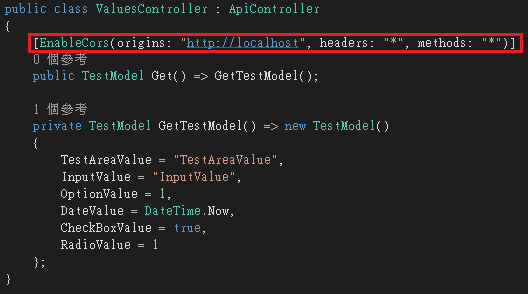 public class ValuesController : ApiController
{
[EnableCors(origins: "http://localhost", headers: "*", methods: "*")]
0 個參考
public TestModel Get() => GetTestModel();
1 個參考
private TestModel GetTestModel() => new TestModel()
{
TestAreaValue = "TestAreaValue",
InputValue = "InputValue",
OptionValue = 1,
DateValue = DateTime.Now,
CheckBoxValue = true,
RadioValue = 1
};
}